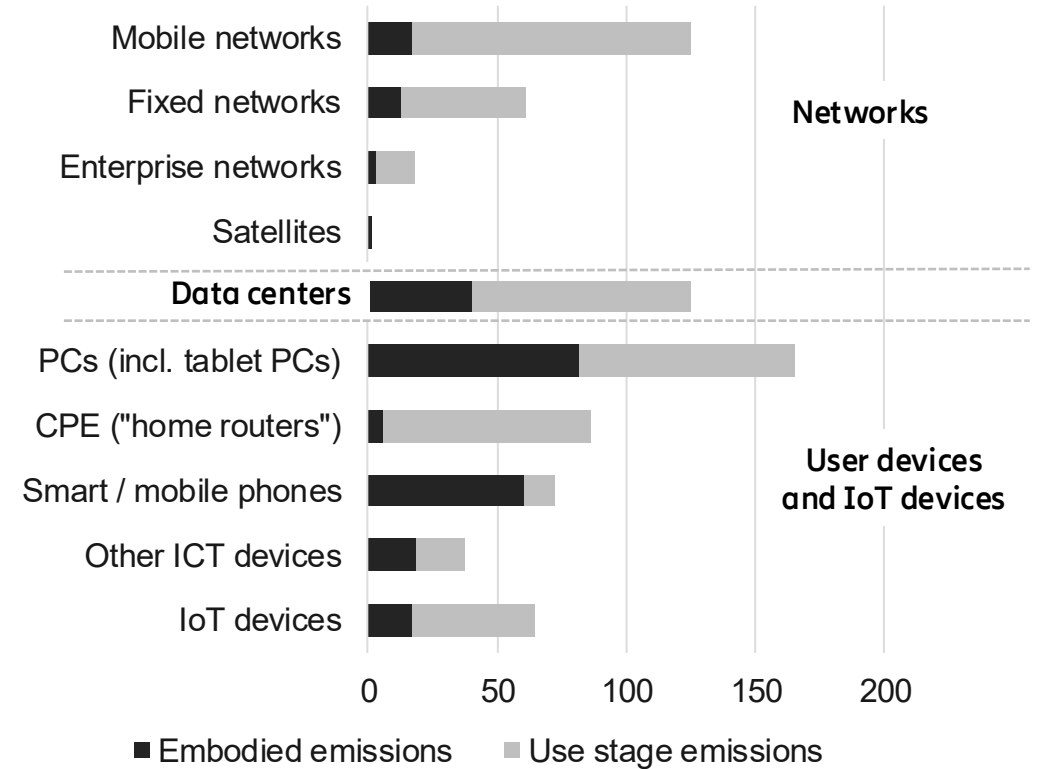 Mobile networks
Fixed networks
Networks
Enterprise networks
Satellites
Data centers
PCs (incl. tablet PCs)
CPE ("home routers")
User devices
and IoT devices
Smart / mobile phones
Other ICT devices
IoT devices
0 50 100 150 200
Embodied emissions Use stage emissions